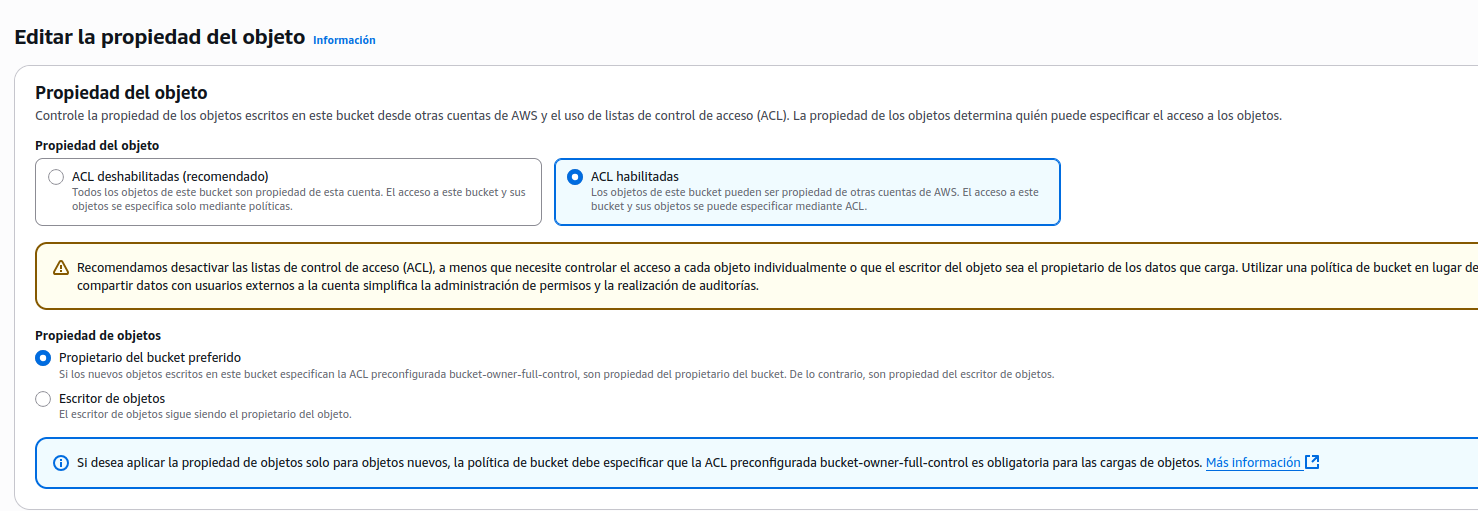 Editar la propiedad del objeto Información
Propiedad del objeto
Controle la propiedad de los objetos escritos en este bucket desde otras cuentas de AWS y el uso de listas de control de acceso (ACL). La propiedad de los objetos determina quién puede especificar el acceso a los objetos.
Propiedad del objeto
ACL deshabilitadas (recomendado)
Todos los objetos de este bucket son propiedad de esta cuenta. El acceso a este bucket y sus
objetos se especifica solo mediante políticas.
ACL habilitadas
Los objetos de este bucket pueden ser propiedad de otras cuentas de AWS. El acceso a este
bucket y sus objetos se puede especificar mediante ACL.
Recomendamos desactivar las listas de control de acceso (ACL), a menos que necesite controlar el acceso a cada objeto individualmente o que el escritor del objeto sea el propietario de los datos que carga. Utilizar una política de bucket en lugar de
compartir datos con usuarios externos a la cuenta simplifica la administración de permisos y la realización de auditorías.
Propiedad de objetos
Propietario del bucket preferido
Si los nuevos objetos escritos en este bucket especifican la ACL preconfigurada bucket-owner-full-control, son propiedad del propietario del bucket. De lo contrario, son propiedad del escritor de objetos.
Escritor de objetos
El escritor de objetos sigue siendo el propietario del objeto.
Si desea aplicar la propiedad de objetos solo para objetos nuevos, la política de bucket debe especificar que la ACL preconfigurada bucket-owner-full-control es obligatoria para las cargas de objetos. Más información